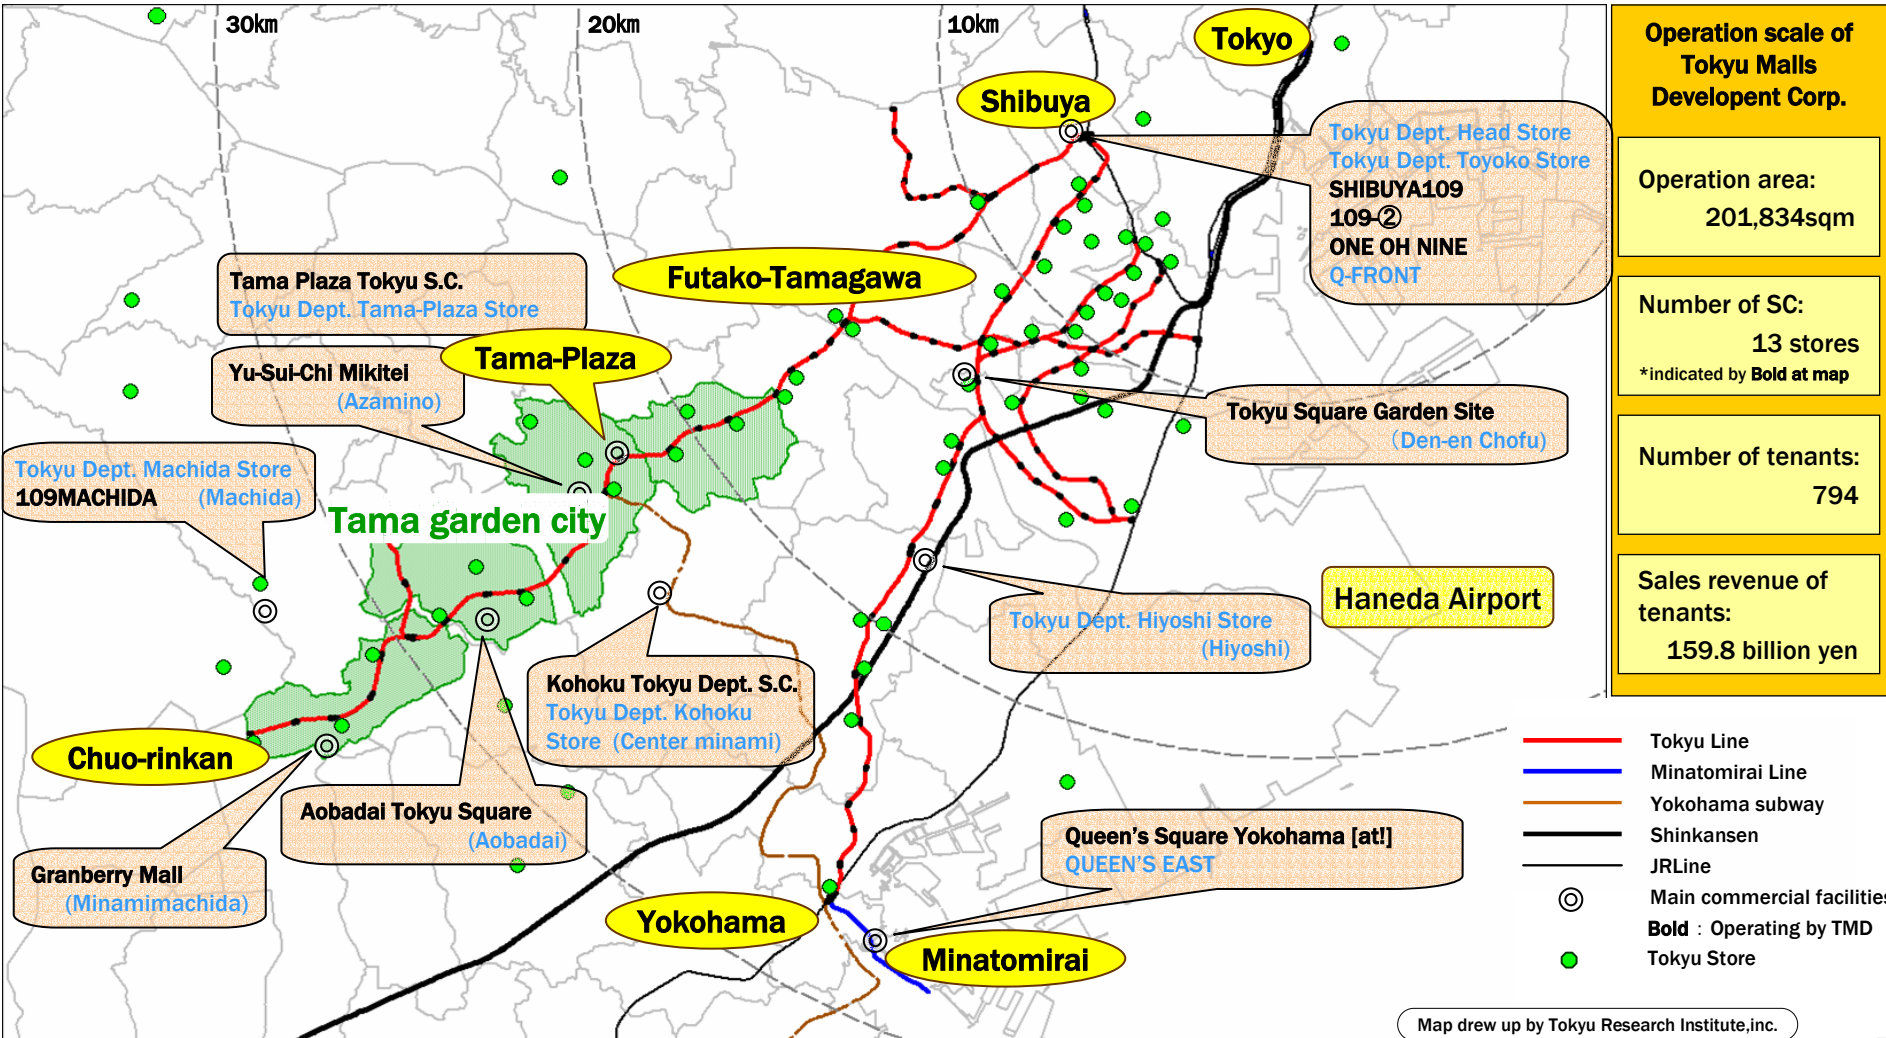 30km
20km
10km
Tokyo
Shibuya
Tokyu Dept. Head Store
Tokyu Dept. Toyoko Store
SHIBUYA109
109-②
ONE OH NINE
Q-FRONT
Futako-Tamagawa
Tama Plaza Tokyu S.C.
Tokyu Dept. Tama-Plaza Store
Tama-Plaza
Yu-Sui-Chi Mikitei
(Azamino)
Tokyu Square Garden Site
(Den-en Chofu)
Tokyu Dept. Machida Store
109MACHIDA (Machida)
Tama garden city
Haneda Airport
Tokyu Dept. Hiyoshi Store
(Hiyoshi)
Kohoku Tokyu Dept. S.C.
Tokyu Dept. Kohoku
Store (Center minami)
Chuo-rinkan
Aobadai Tokyu Square
(Aobadai)
Granberry Mall
(Minamimachida)
Queen's Square Yokohama [at!]
QUEEN'S EAST
Yokohama
Minatomirai
Operation scale of
Tokyu Malls
Developent Corp.
Operation area:
201,834sqm
Number of SC:
13 stores
*indicated by Bold at map
Number of tenants:
794
Sales revenue of
tenants:
159.8 billion yen
Tokyu Line
Minatomirai Line
Yokohama subway
Shinkansen
JRLine
Main commercial facilities
Bold : Operating by TMD
Tokyu Store
Map drew up by Tokyu Research Institute,inc.